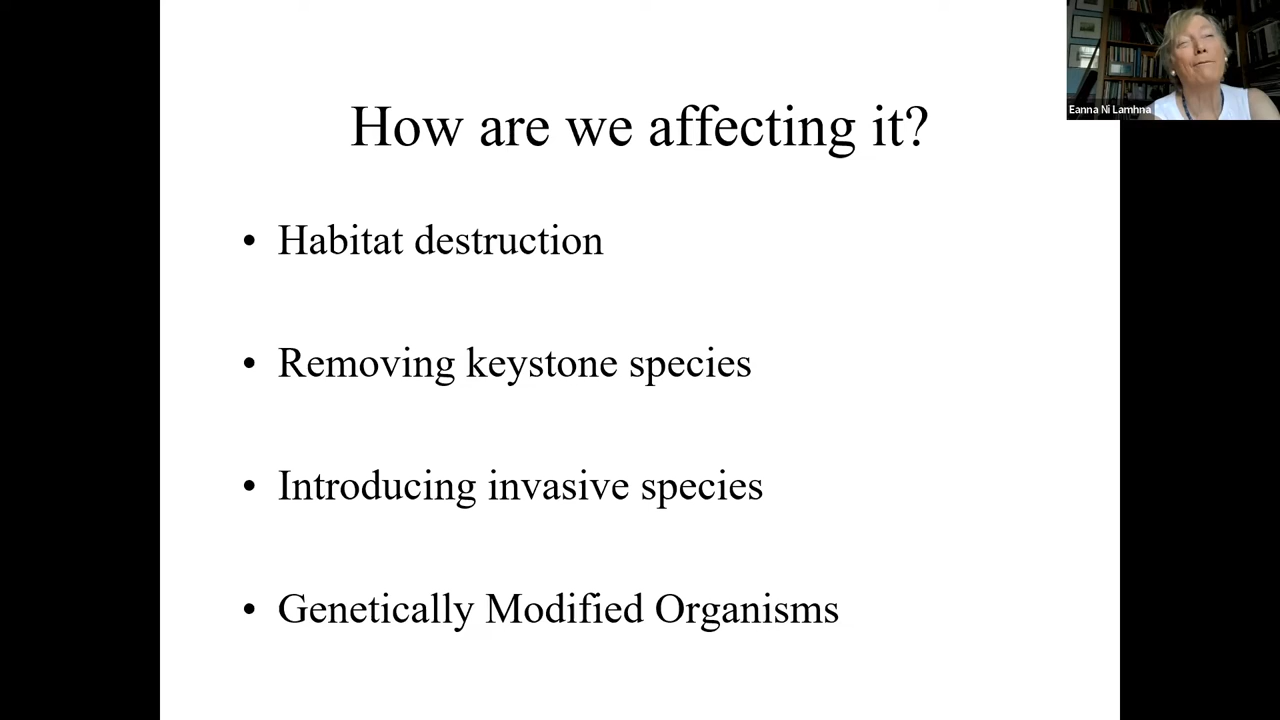 Eanna Ni Lamhna
How are we affecting it?
• Habitat destruction
• Removing keystone species
• Introducing invasive species
• Genetically Modified Organisms